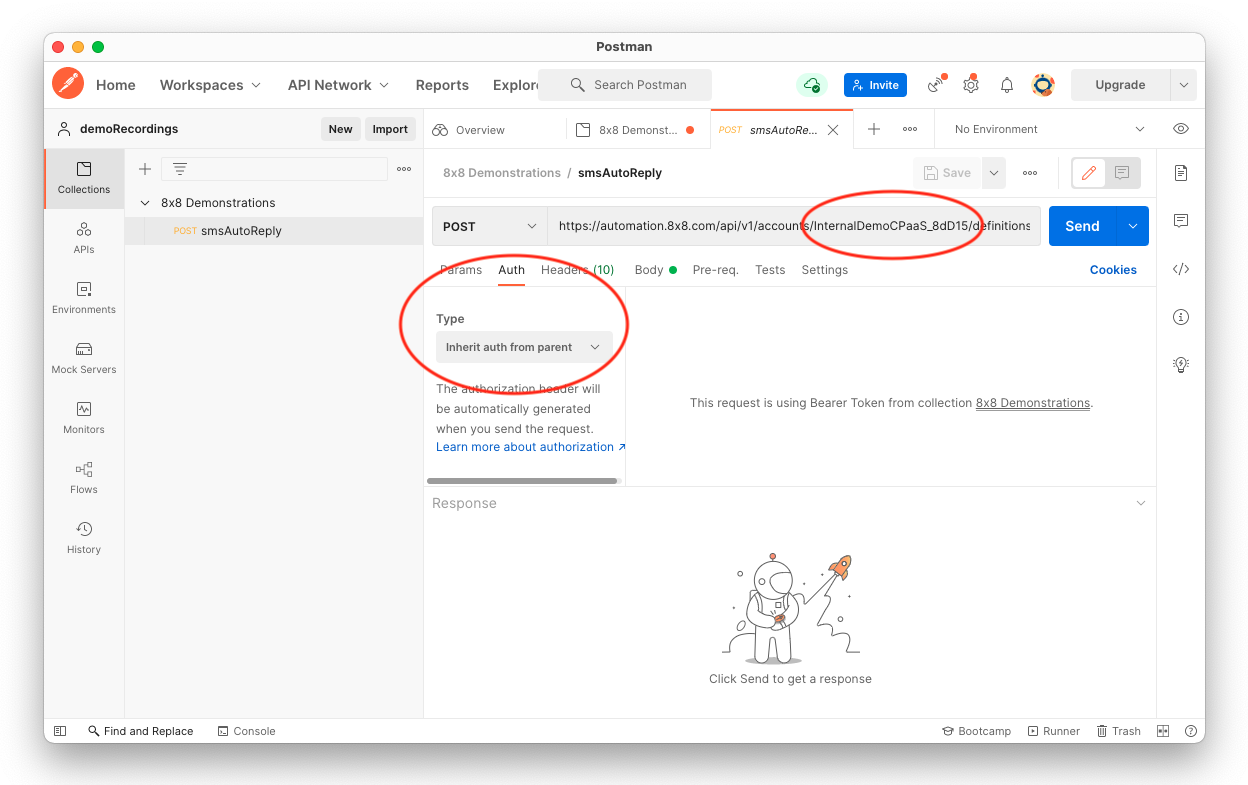 Postman
Home
Workspaces
API Network
Reports
Explor
Search Postman
Invite
Upgrade
demoRecordings
New
Import
Overview
8x8 Demonst...
POST smsAutoRe...
No Environment
Collections
8x8 Demonstrations / smsAutoReply
Save
8x8 Demonstrations
POST smsAutoReply
POST
https://automation.8x8.com/api/v1/accounts/InternalDemoCPaaS_8dD15/definitions
Send
APIs
Params
Auth
Headers (10)
Body
Pre-req.
Tests
Settings
Cookies
Environments
Type
Inherit auth from parent
Mock Servers
The authorization header will
be automatically generated
when you send the request.
Learn more about authorization
This request is using Bearer Token from collection 8x8 Demonstrations.
Monitors
Flows
History
Response
Click Send to get a response
Find and Replace
Console
Bootcamp
Runner
Trash